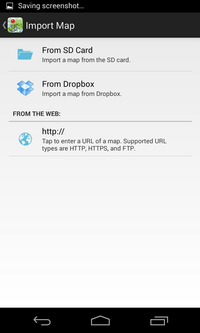 Saving screenshot...
Import Map
From SD Card
Import a map from the SD card.
From Dropbox
Import a map from Dropbox.
FROM THE WEB:
http://
Tap to enter a URL of a map. Supported URL
types are HTTP, HTTPS, and FTP.